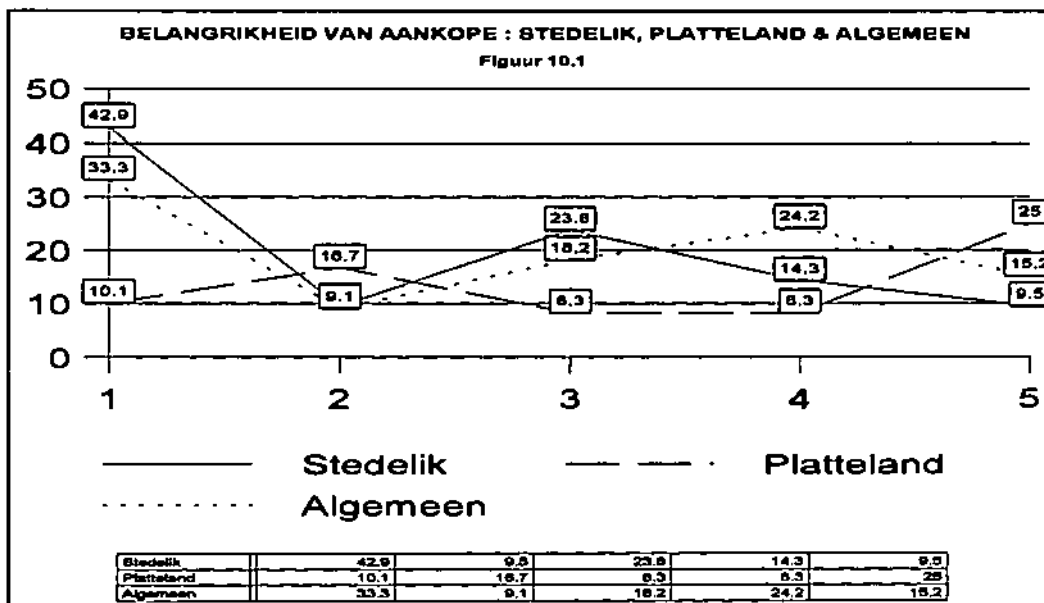 BELANGRIKHEID VAN AANKOPE : STEDELIK, PLATTELAND & ALGEMEEN
Figuur 10.1
50
42.9
40
33.3
30
23.8
24.2
25
20
16.7
18.2
14.3
15.2
10
10.1
9.1
8.3
8.3
9.5
0
1 2 3 4 5
Stedelik Platteland
Algemeen
Stedelik 42.9 9.5 23.8 14.3 9.5
Platteland 10.1 16.7 8.3 8.3 25
Algemeen 33.3 9.1 18.2 24.2 15.2